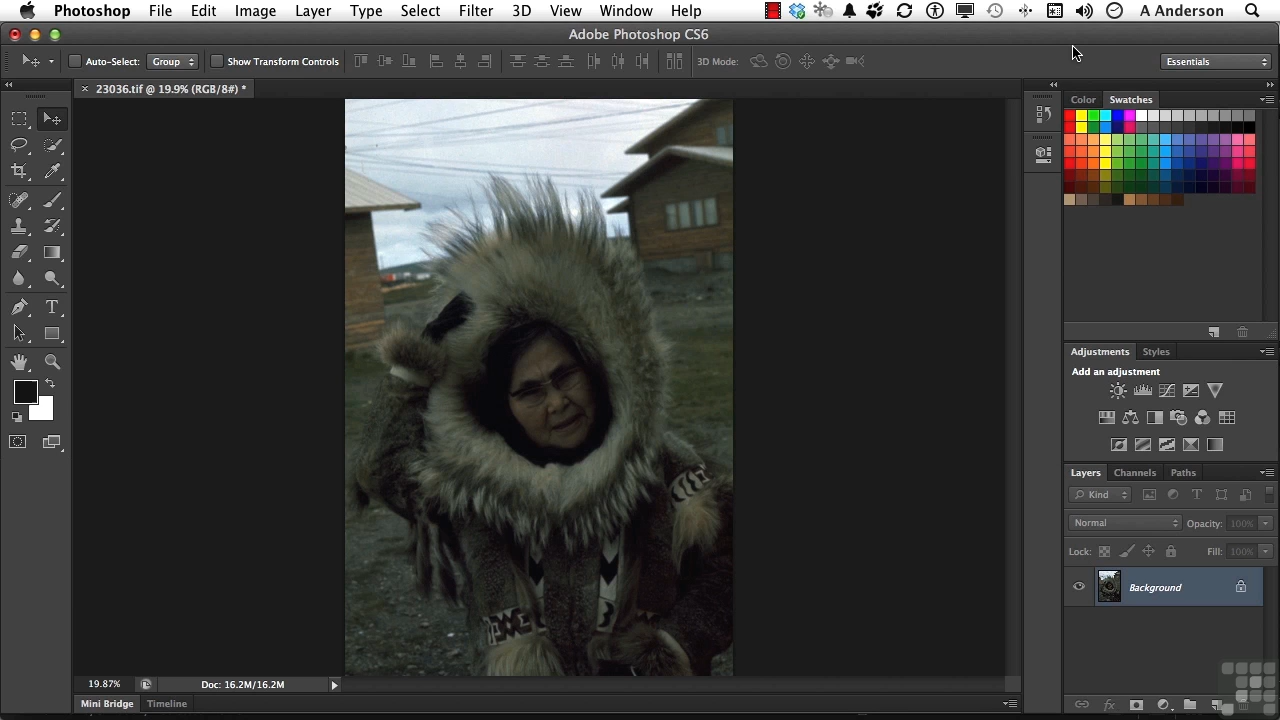 Photoshop File Edit Image Layer Type Select Filter 3D View Window Help A Anderson
Adobe Photoshop CS6
Auto-Select: Group Show Transform Controls 3D Mode: Essentials
× 23036.tif @ 19.9% (RGB/8#) *
Color Swatches
Adjustments Styles
Add an adjustment
Layers Channels Paths
Kind
Normal Opacity: 100%
Lock: Fill: 100%
Background
19.87% Doc: 16.2M/16.2M
Mini Bridge Timeline